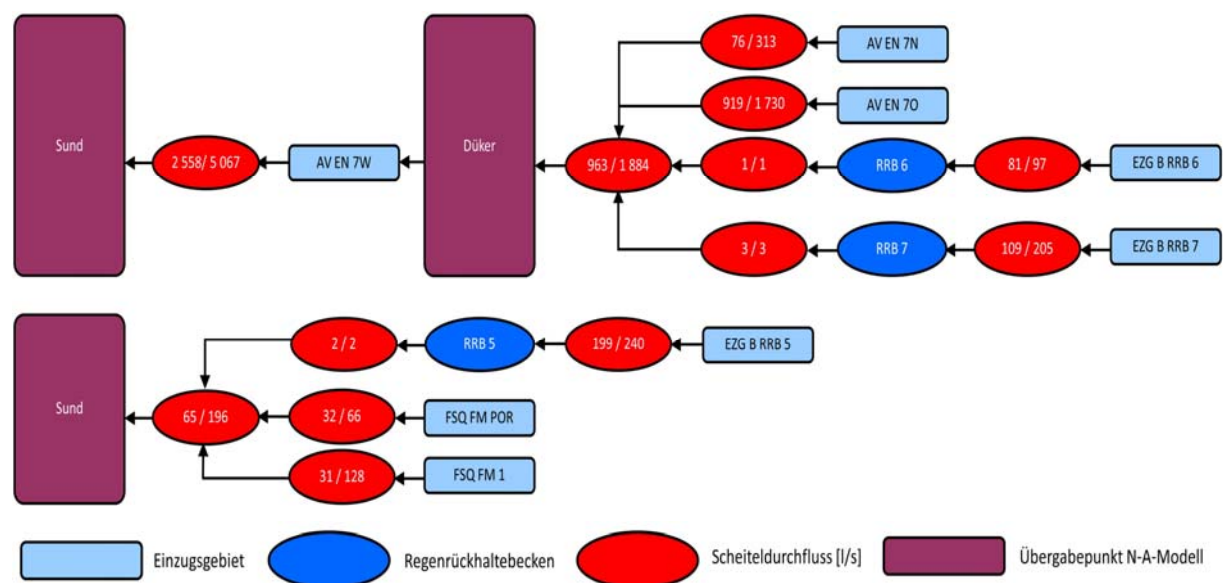 76 / 313
AV EN 7N
919 / 1 730
AV EN 7O
Sund
2 558/ 5 067
AV EN 7W
Düker
963 / 1 884
1 / 1
RRB 6
81 / 97
EZG B RRB 6
3 / 3
RRB 7
109 / 205
EZG B RRB 7
2 / 2
RRB 5
199 / 240
EZG B RRB 5
Sund
65 / 196
32 / 66
FSQ FM POR
31 / 128
FSQ FM 1
Einzugsgebiet
Regenrückhaltebecken
Scheiteldurchfluss [l/s]
Übergabepunkt N-A-Modell